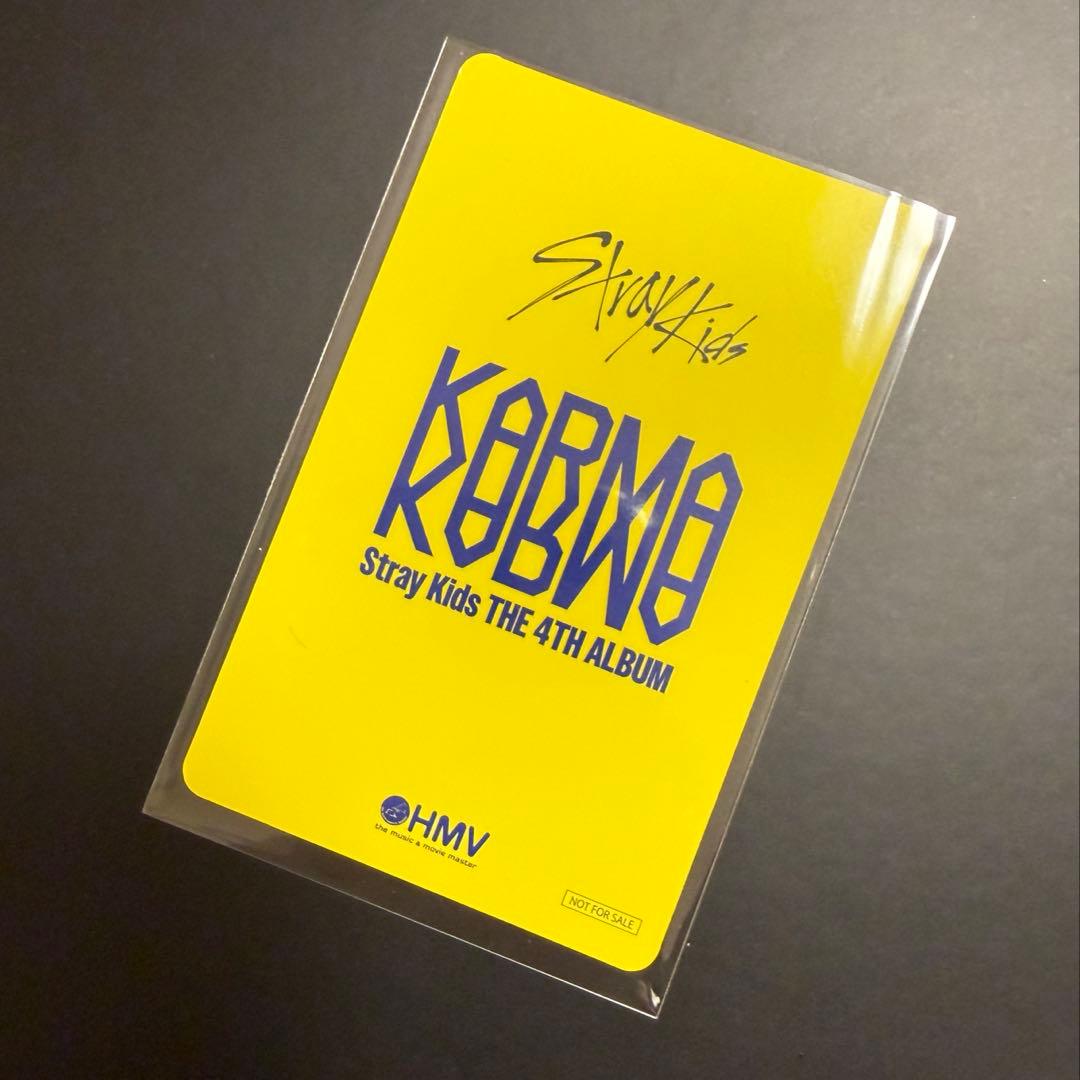 Stray Kids
KARMA
Stray Kids THE 4TH ALBUM
HMV
the music & movie master
NOT FOR SALE